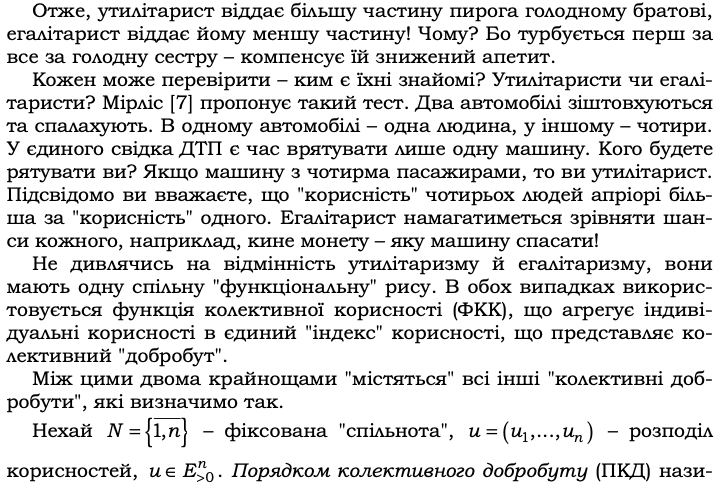 Отже, утилітарист віддає більшу частину пирога голодному братові,
егалітарист віддає йому меншу частину! Чому? Бо турбується перш за
все за голодну сестру – компенсує їй знижений апетит.
Кожен може перевірити – ким є їхні знайомі? Утилітаристи чи егалі-
таристи? Мірліс [7] пропонує такий тест. Два автомобілі зіштовхуються
та спалахують. В одному автомобілі – одна людина, у іншому – чотири.
У єдиного свідка ДТП є час врятувати лише одну машину. Кого будете
рятувати ви? Якщо машину з чотирма пасажирами, то ви утилітарист.
Підсвідомо ви вважаєте, що "корисність" чотирьох людей апріорі біль-
ша за "корисність" одного. Егалітарист намагатиметься зрівняти шан-
си кожного, наприклад, кине монету – яку машину спасати!
Не дивлячись на відмінність утилітаризму й егалітаризму, вони
мають одну спільну "функціональну" рису. В обох випадках викорис-
товується функція колективної корисності (ФКК), що агрегує індиві-
дуальні корисності в єдиний "індекс" корисності, що представляє ко-
лективний "добробут".
Між цими двома крайнощами "містяться" всі інші "колективні доб-
робути", які визначимо так.
Нехай $N = \{\overline{1,n}\}$ – фіксована "спільнота", $u = (u_1,\ldots,u_n)$ – розподіл
корисностей, $u \in E^n_{>0}$. Порядком колективного добробуту (ПКД) нази-